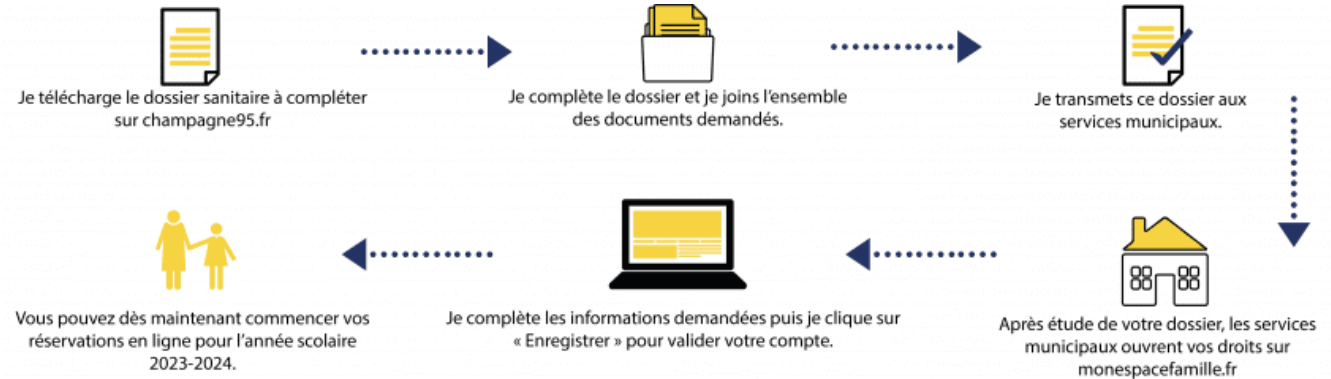 Je télécharge le dossier sanitaire à compléter
sur champagne95.fr
Je complète le dossier et je joins l’ensemble
des documents demandés.
Je transmets ce dossier aux
services municipaux.
Après étude de votre dossier, les services
municipaux ouvrent vos droits sur
monespacefamille.fr
Je complète les informations demandées puis je clique sur
« Enregistrer » pour valider votre compte.
Vous pouvez dès maintenant commencer vos
réservations en ligne pour l’année scolaire
2023-2024.